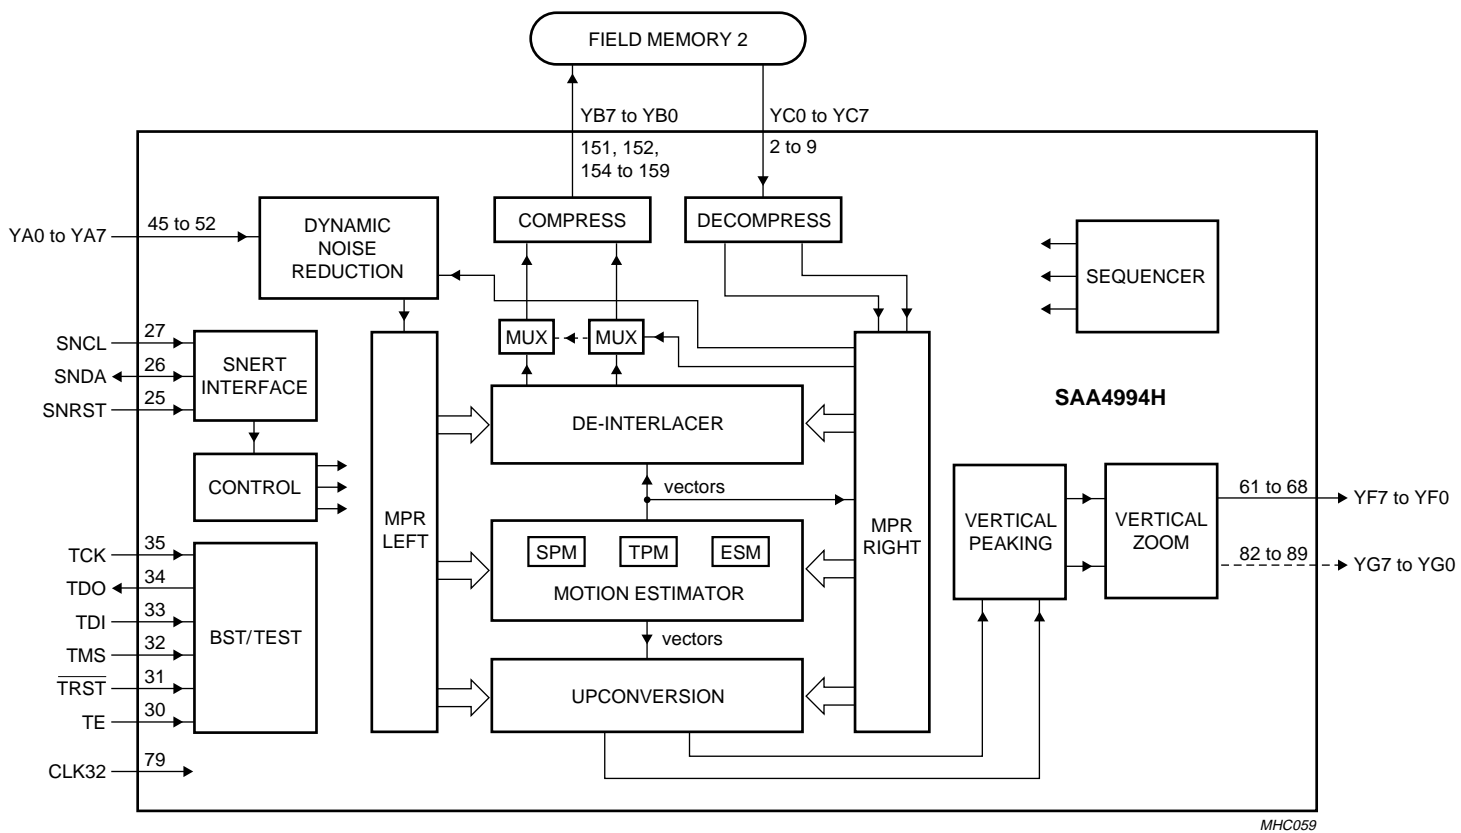 FIELD MEMORY 2
YB7 to YB0
YC0 to YC7
151, 152,
154 to 159
2 to 9
YA0 to YA7
45 to 52
DYNAMIC
NOISE
REDUCTION
COMPRESS
DECOMPRESS
SEQUENCER
SNCL
27
SNDA
26
SNRST
25
SNERT
INTERFACE
MUX
MUX
DE-INTERLACER
SAA4994H
CONTROL
vectors
MPR
LEFT
MPR
RIGHT
SPM
TPM
ESM
MOTION ESTIMATOR
VERTICAL
PEAKING
VERTICAL
ZOOM
61 to 68
YF7 to YF0
82 to 89
YG7 to YG0
TCK
35
TDO
34
TDI
33
TMS
32
TRST
31
TE
30
BST/TEST
vectors
UPCONVERSION
CLK32
79
MHC059